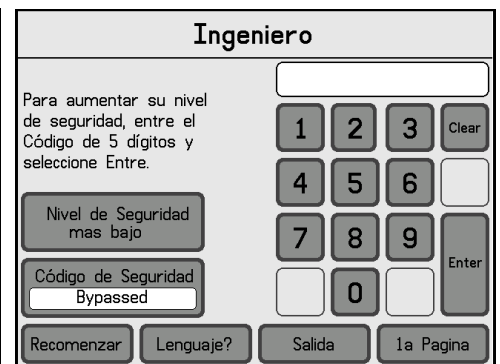 Ingeniero
Para aumentar su nivel
de seguridad, entre el
Código de 5 dígitos y
seleccione Entre.
1 2 3 Clear
4 5 6
Nivel de Seguridad
mas bajo
7 8 9
Enter
Código de Seguridad
Bypassed
0
Recomenzar Lenguaje? Salida 1a Pagina